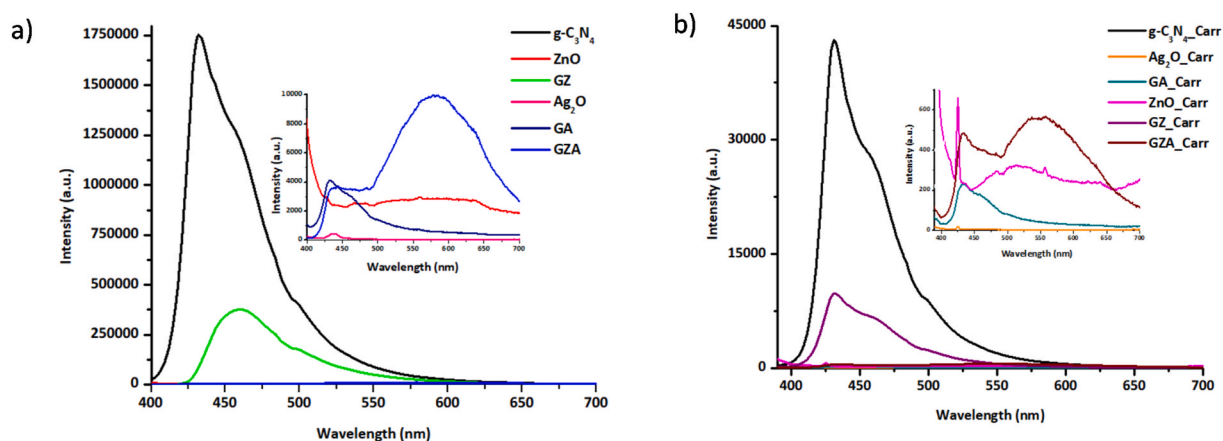 a)
Intensity (a.u.)
1750000
1500000
1250000
1000000
750000
500000
250000
0
400 450 500 550 600 650 700
Wavelength (nm)
g-C₃N₄
ZnO
GZ
Ag₂O
GA
GZA
Intensity (a.u.)
10000
8000
6000
4000
2000
0
400 450 500 550 600 650 700
Wavelength (nm)
b)
Intensity (a.u.)
45000
30000
15000
0
400 450 500 550 600 650 700
Wavelength (nm)
g-C₃N₄_Carr
Ag₂O_Carr
GA_Carr
ZnO_Carr
GZ_Carr
GZA_Carr
Intensity (a.u.)
600
400
200
0
400 450 500 550 600 650 700
Wavelength (nm)